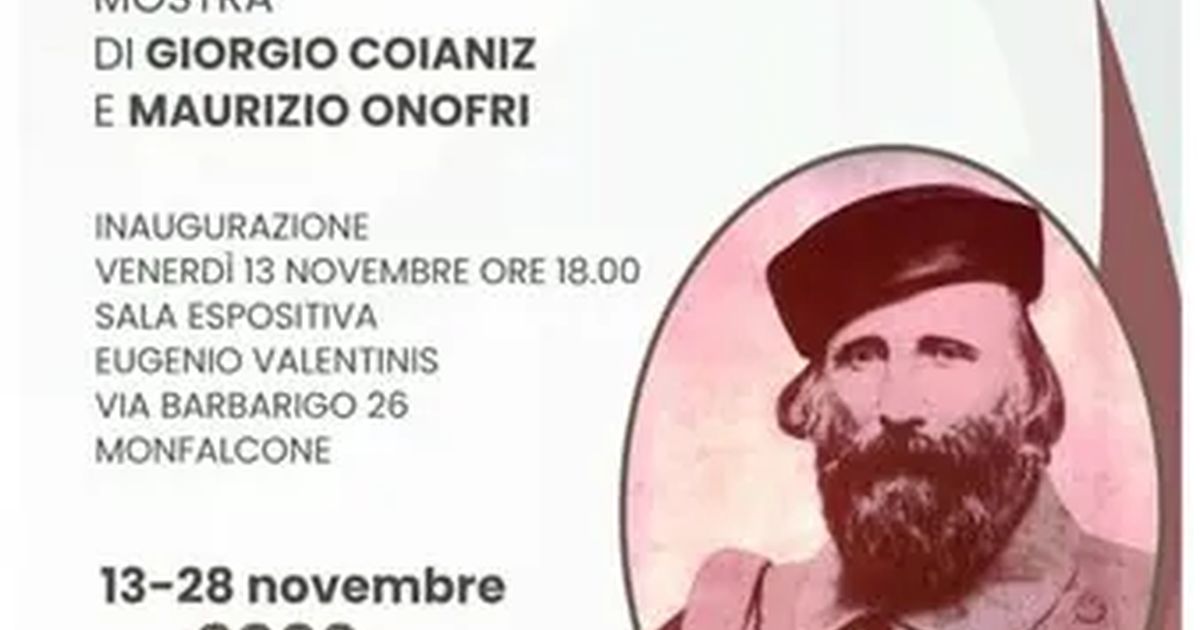 MOSTRA
DI GIORGIO COIANIZ
E MAURIZIO ONOFRI
INAUGURAZIONE
VENERDÌ 13 NOVEMBRE ORE 18.00
SALA ESPOSITIVA
EUGENIO VALENTINIS
VIA BARBARIGO 26
MONFALCONE
13-28 novembre